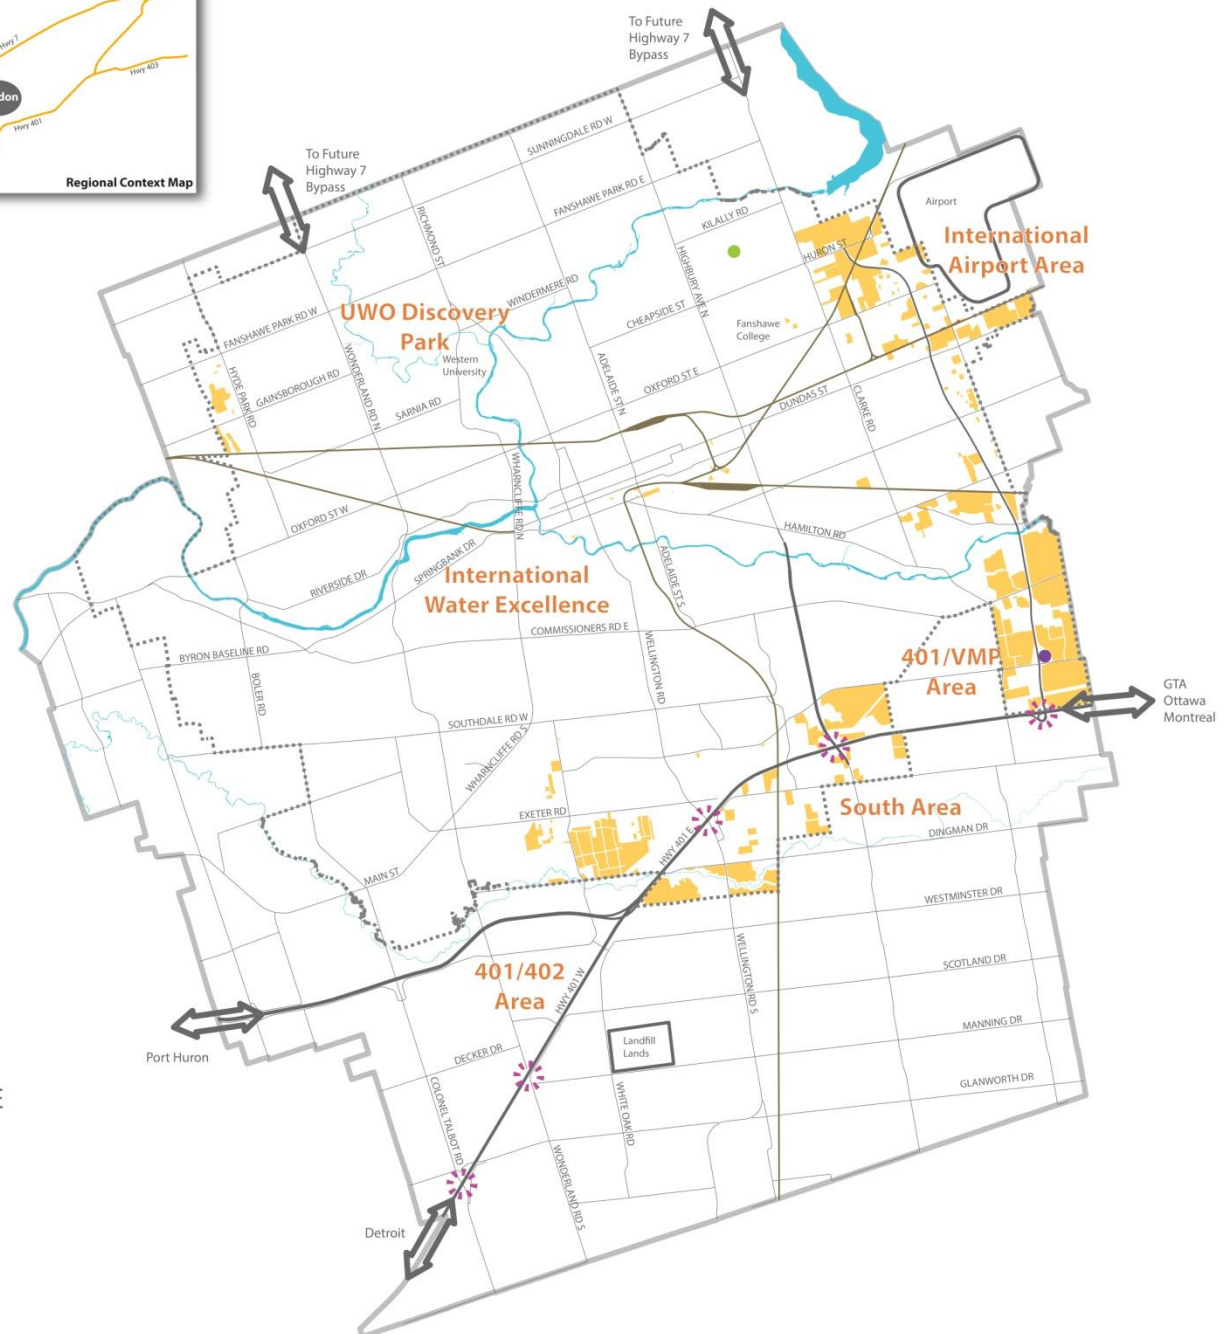 Hwy 7
Hwy 403
don
Hwy 401
Regional Context Map
To Future
Highway 7
Bypass
To Future
Highway 7
Bypass
SUNNINGDALE RD W
FANSHAWE PARK RD E
RICHMOND ST
KILALLY RD
Airport
International
Airport Area
HURON ST
HIGHBURY AVE N
WINDERMERE RD
UWO Discovery
Park
Western
University
FANSHAWE PARK RD W
CHEAPSIDE ST
Fanshawe
College
HYDE PARK RD
GAINSBOROUGH RD
WONDERLAND RD N
SARNIA RD
ADELAIDE ST N
OXFORD ST E
DUNDAS ST
CLARKE RD
WHARNCLIFFE RD N
OXFORD ST W
HAMILTON RD
RIVERSIDE DR
SPRINGBANK DR
ADELAIDE ST S
International
Water Excellence
COMMISSIONERS RD E
BYRON BASELINE RD
BOLER RD
WELLINGTON RD
401/VMP
Area
GTA
Ottawa
Montreal
SOUTHDALE RD W
WHARNCLIFFE RD S
EXETER RD
HWY 401 E
South Area
DINGMAN DR
MAIN ST
WESTMINSTER DR
WELLINGTON RD S
401/402
Area
HWY 401 W
SCOTLAND DR
MANNING DR
Landfill
Lands
Port Huron
DECKER DR
COLONEL TALBOT RD
WHITE OAK RD
GLANWORTH DR
WONDERLAND RD S
Detroit